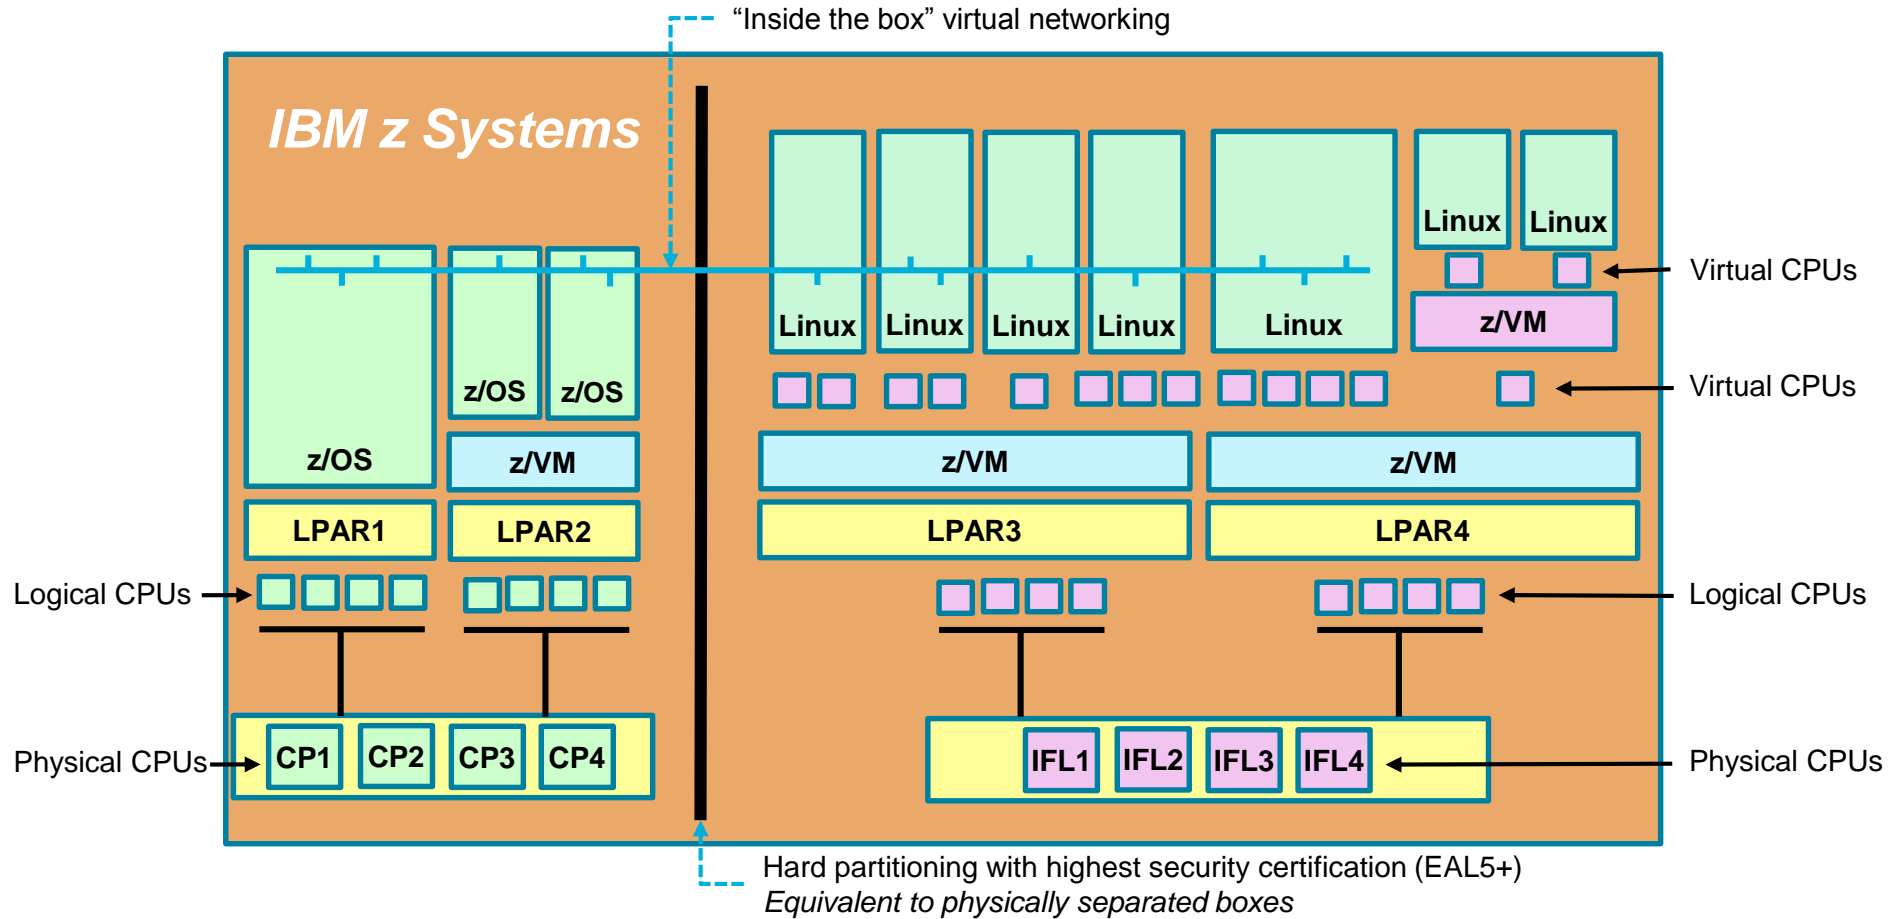 “Inside the box” virtual networking
IBM z Systems
Linux
Linux
Virtual CPUs
Linux
Linux
Linux
Linux
Linux
z/VM
z/OS
z/OS
Virtual CPUs
z/OS
z/VM
z/VM
z/VM
LPAR1
LPAR2
LPAR3
LPAR4
Logical CPUs
Logical CPUs
Physical CPUs
CP1
CP2
CP3
CP4
IFL1
IFL2
IFL3
IFL4
Physical CPUs
Hard partitioning with highest security certification (EAL5+)
Equivalent to physically separated boxes